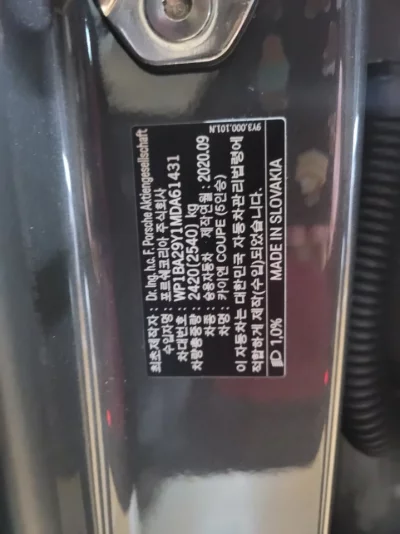 최초제작자 : Dr. Ing. h.c. F. Porsche Aktiengesellschaft
수입자명 : 포르쉐코리아 주식회사
차대번호 : WP1BA29Y1MDA61431
차량총중량 : 2420(2540) kg
차종 : 승용자동차 제작연월 : 2020.09
차명 : 카이엔 COUPE (5인승)
이 자동차는 대한민국 자동차관리법령에
적합하게 제작(수입)되었습니다.
1,0% MADE IN SLOVAKIA
9Y3.000.101.N